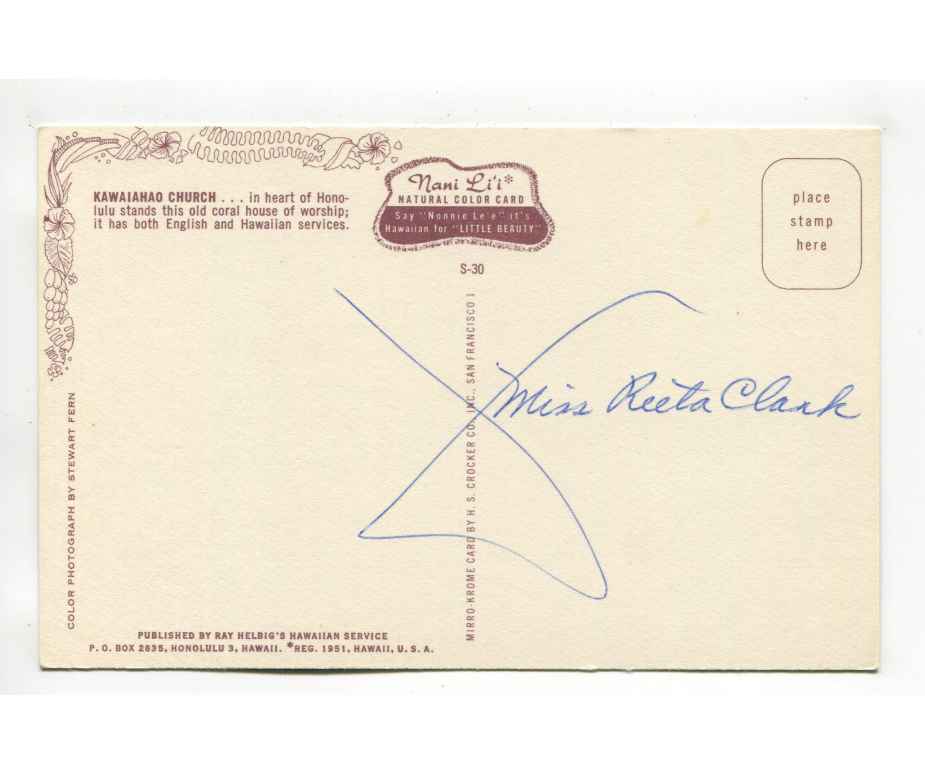 KAWAIAHAO CHURCH . . . in heart of Hono-
lulu stands this old coral house of worship;
it has both English and Hawaiian services.
Nani Li'i*
NATURAL COLOR CARD
Say "Nonnie Le'e" it's
Hawaiian for "LITTLE BEAUTY"
S-30
place
stamp
here
Miss Reeta Clark
COLOR PHOTOGRAPH BY STEWART FERN
MIRRO-KROME CARD BY H. S. CROCKER CO. INC., SAN FRANCISCO 1
PUBLISHED BY RAY HELBIG'S HAWAIIAN SERVICE
P. O. BOX 2835, HONOLULU 3, HAWAII. *REG. 1951, HAWAII, U. S. A.